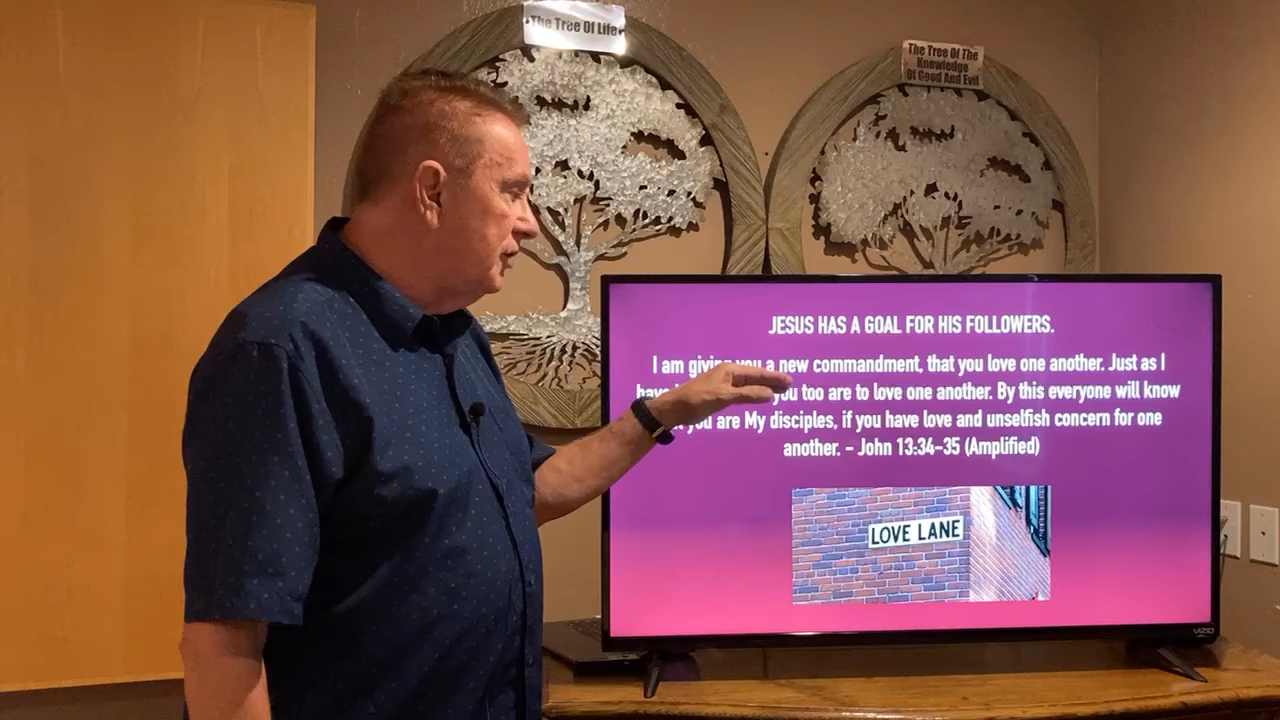 The Tree Of Life
The Tree Of The
Knowledge
Of Good And Evil
JESUS HAS A GOAL FOR HIS FOLLOWERS.
I am giving you a new commandment, that you love one another. Just as I
have you too are to love one another. By this everyone will know
you are My disciples, if you have love and unselfish concern for one
another. – John 13:34–35 (Amplified)
LOVE LANE
VIZIO